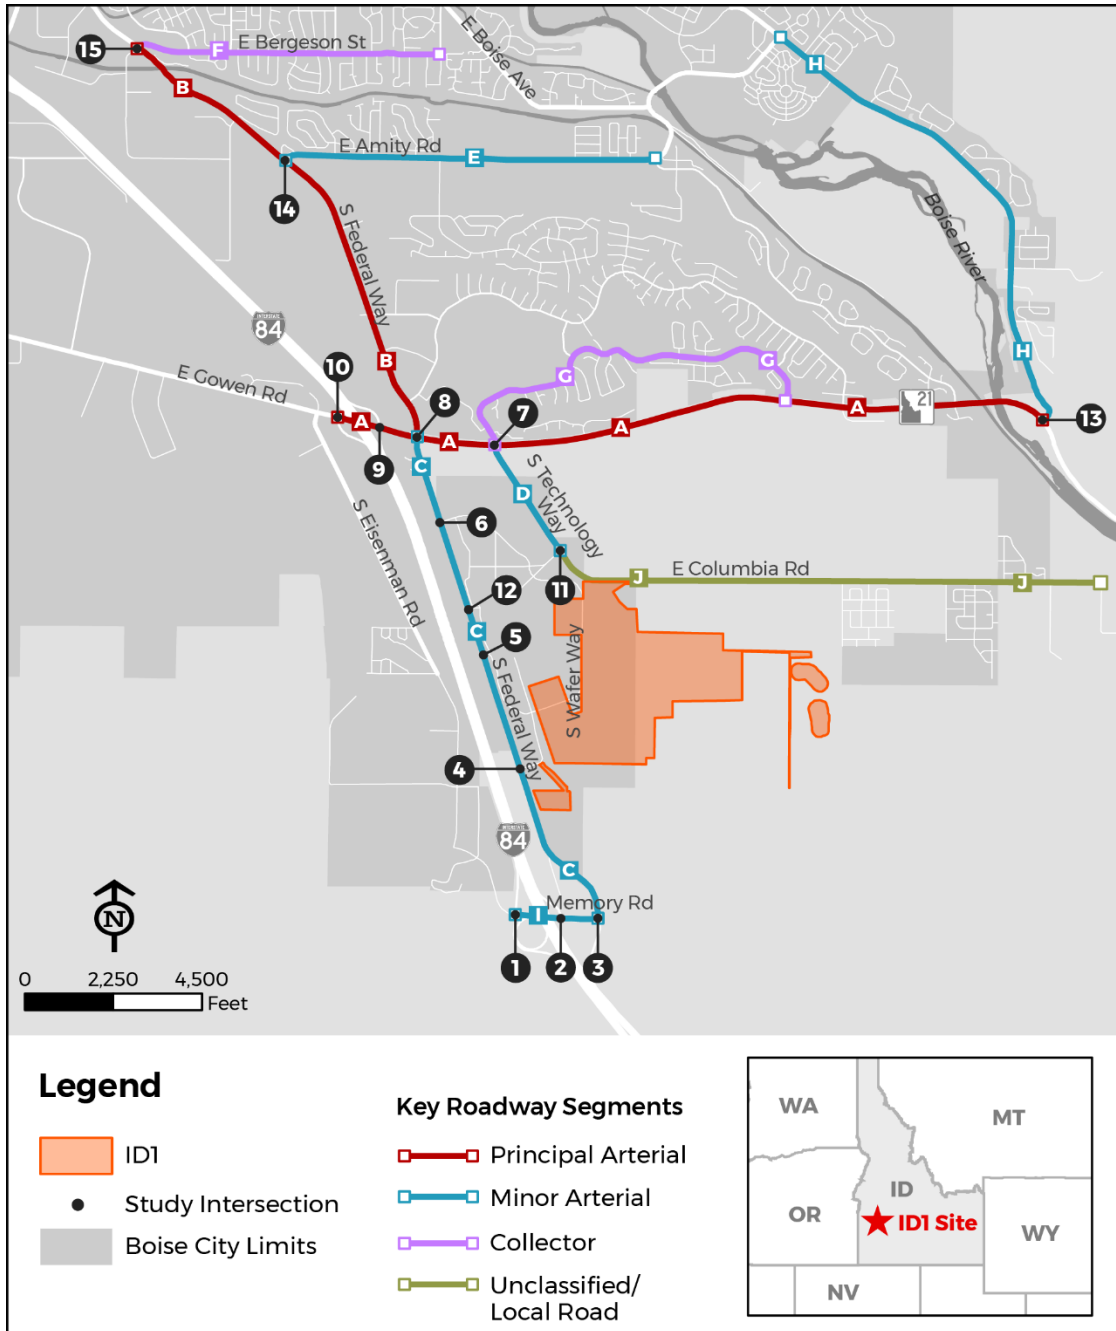 15
F
E Bergeson St
E Boise Ave
H
B
E Amity Rd
E
14
S Federal Way
Boise River
INTERSTATE
84
B
H
E Gowen Rd
10
G
G
8
7
A
A
A
A
21
13
9
C
S Technology
Way
D
6
S Eisenman Rd
11
J
E Columbia Rd
J
12
C
5
S Federal Way
S Wafer Way
4
INTERSTATE
84
C
Memory Rd
I
1
2
3
N
0
2,250
4,500
Feet
Legend
ID1
Study Intersection
Boise City Limits
Key Roadway Segments
Principal Arterial
Minor Arterial
Collector
Unclassified/
Local Road
WA
MT
ID
OR
ID1 Site
WY
NV